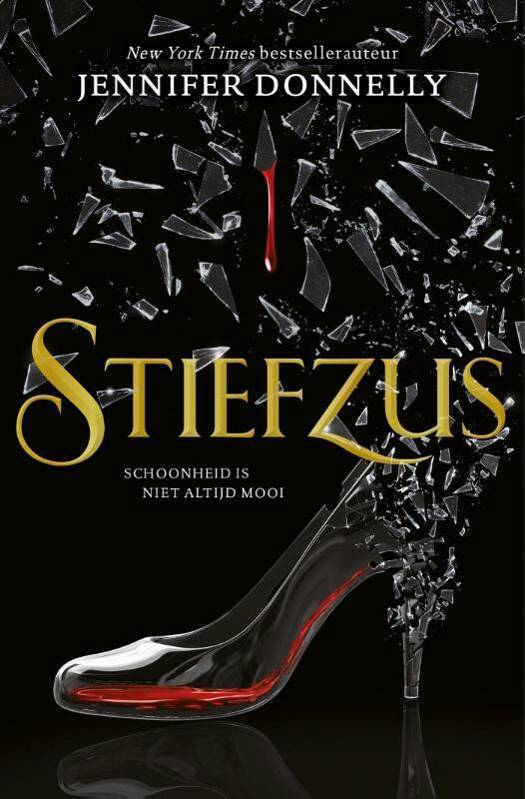 New York Times bestsellerauteur
JENNIFER DONNELLY
STIEFZUS
SCHOONHEID IS
NIET ALTIJD MOOI